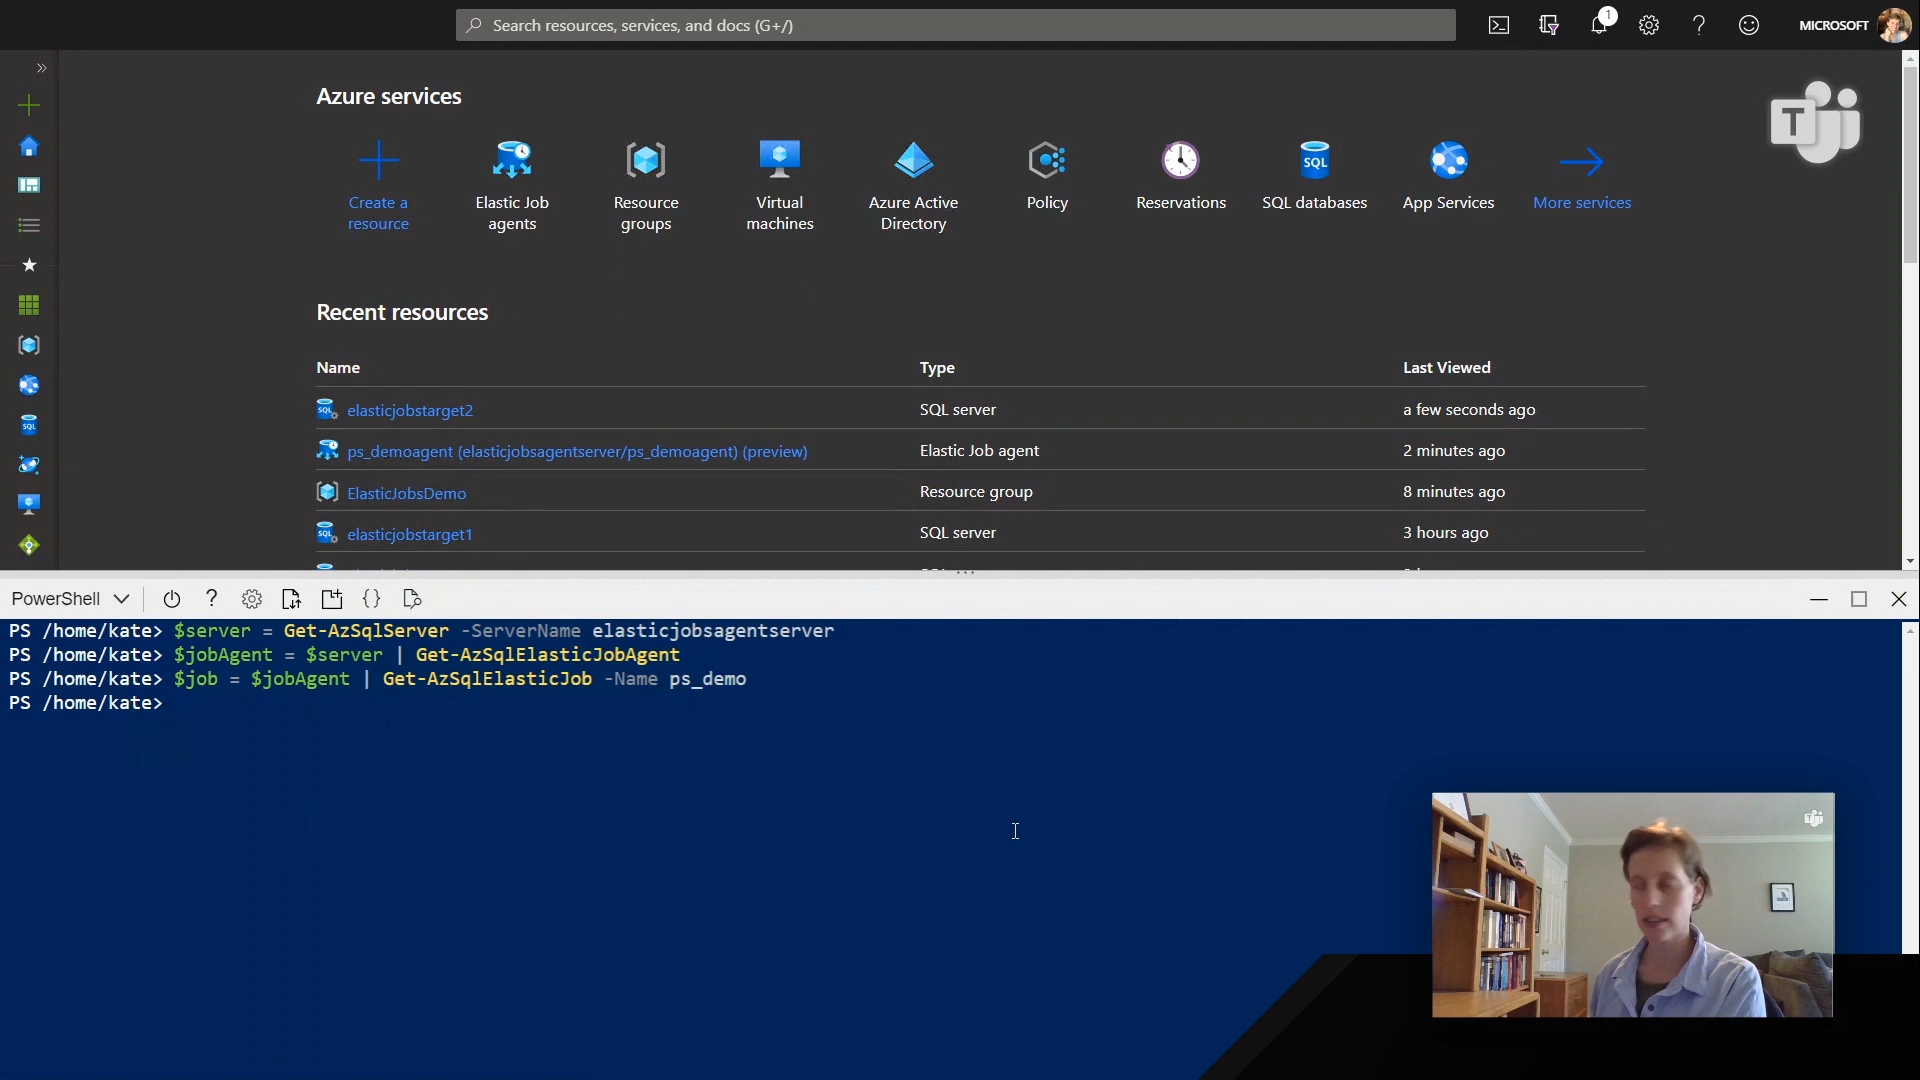 Search resources, services, and docs (G+/)
1
MICROSOFT
Azure services
T
Create a resource
Elastic Job agents
Resource groups
Virtual machines
Azure Active Directory
Policy
Reservations
SQL
SQL databases
App Services
More services
Recent resources
Name Type Last Viewed
elasticjobstarget2 SQL server a few seconds ago
ps_demoagent (elasticjobsagentserver/ps_demoagent) (preview) Elastic Job agent 2 minutes ago
ElasticJobsDemo Resource group 8 minutes ago
elasticjobstarget1 SQL server 3 hours ago
PowerShell
PS /home/kate> $server = Get-AzSqlServer -ServerName elasticjobsagentserver
PS /home/kate> $jobAgent = $server | Get-AzSqlElasticJobAgent
PS /home/kate> $job = $jobAgent | Get-AzSqlElasticJob -Name ps_demo
PS /home/kate>